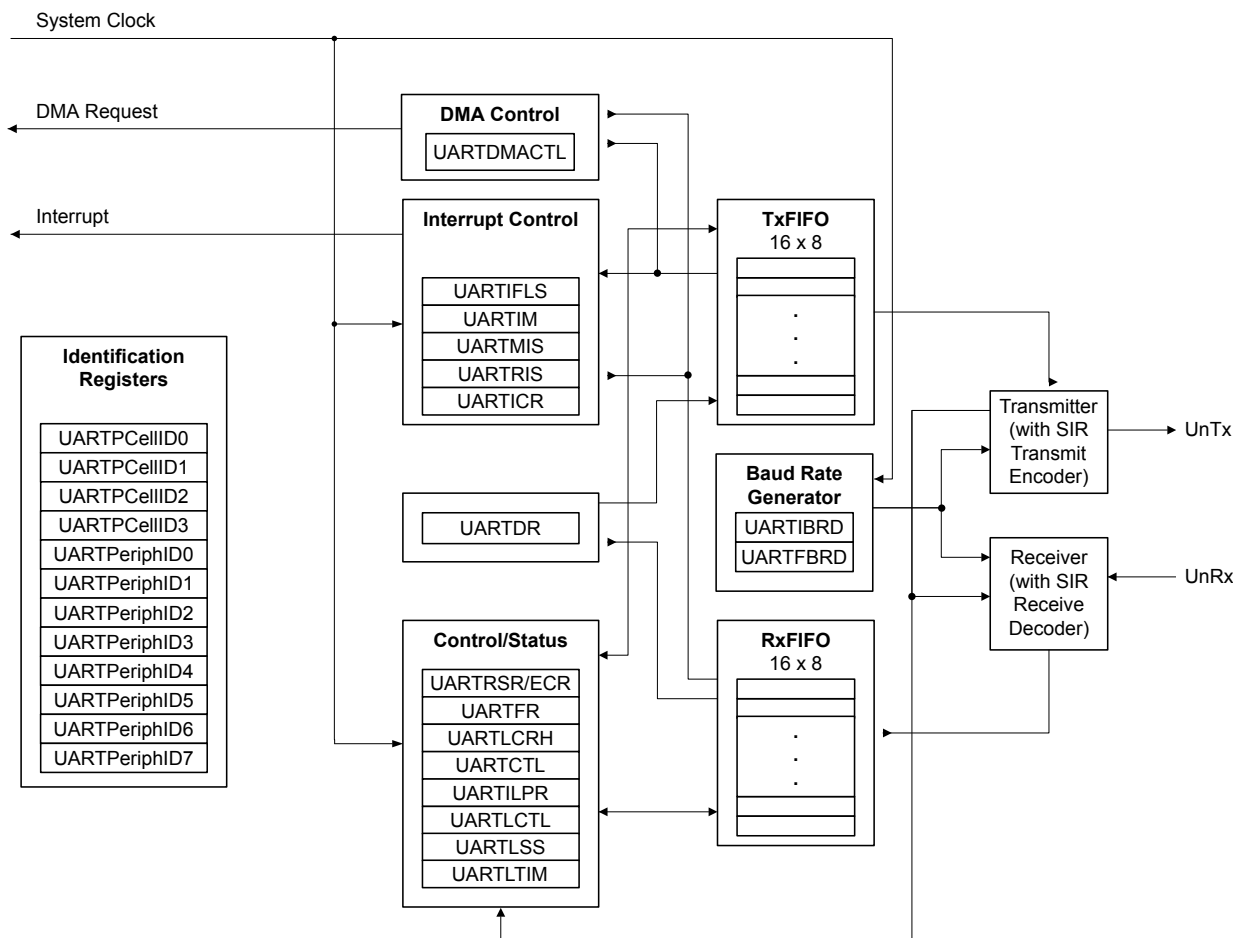 System Clock
DMA Request
DMA Control
UARTDMACTL
Interrupt
Interrupt Control
UARTIFLS
UARTIM
UARTMIS
UARTRIS
UARTICR
TxFIFO
16 x 8
.
.
.
Identification
Registers
UARTPCellID0
UARTPCellID1
UARTPCellID2
UARTPCellID3
UARTPeriphID0
UARTPeriphID1
UARTPeriphID2
UARTPeriphID3
UARTPeriphID4
UARTPeriphID5
UARTPeriphID6
UARTPeriphID7
UARTDR
Baud Rate
Generator
UARTIBRD
UARTFBRD
Transmitter
(with SIR
Transmit
Encoder)
UnTx
Receiver
(with SIR
Receive
Decoder)
UnRx
Control/Status
UARTRSR/ECR
UARTFR
UARTLCRH
UARTCTL
UARTILPR
UARTLCTL
UARTLSS
UARTLTIM
RxFIFO
16 x 8
.
.
.